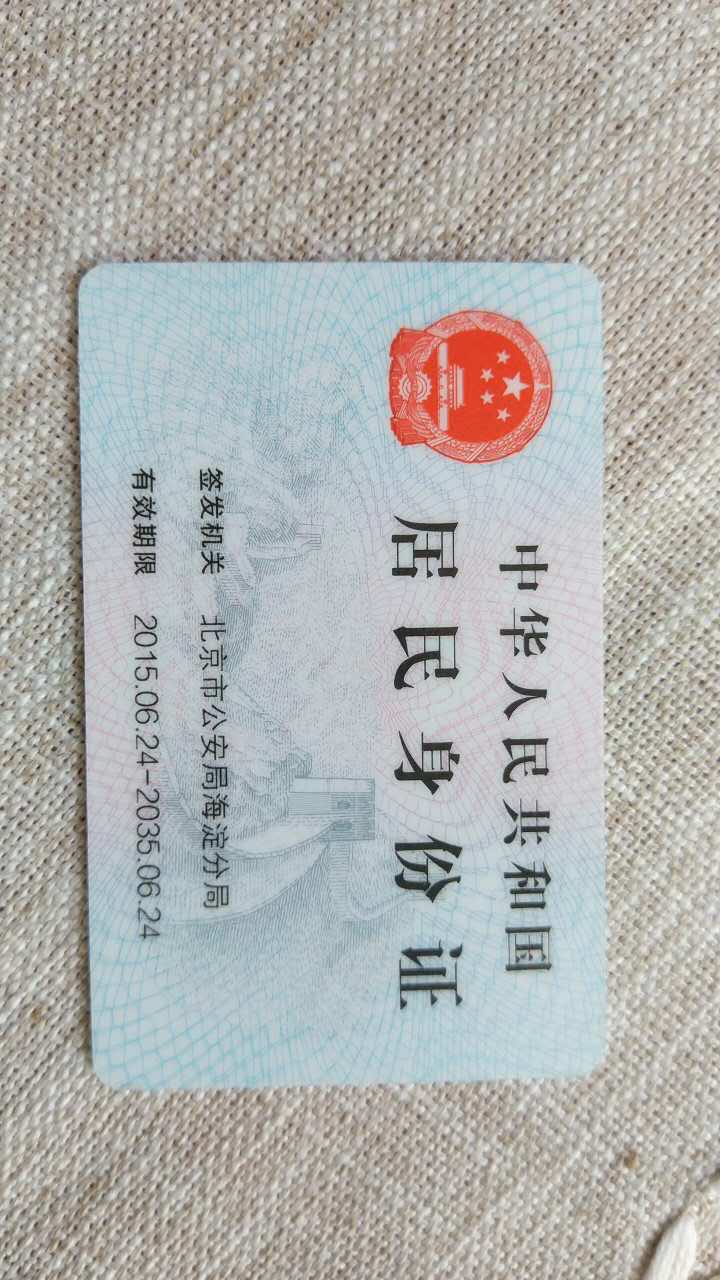 中华人民共和国
居民身份证
签发机关 北京市公安局海淀分局
有效期限 2015.06.24-2035.06.24